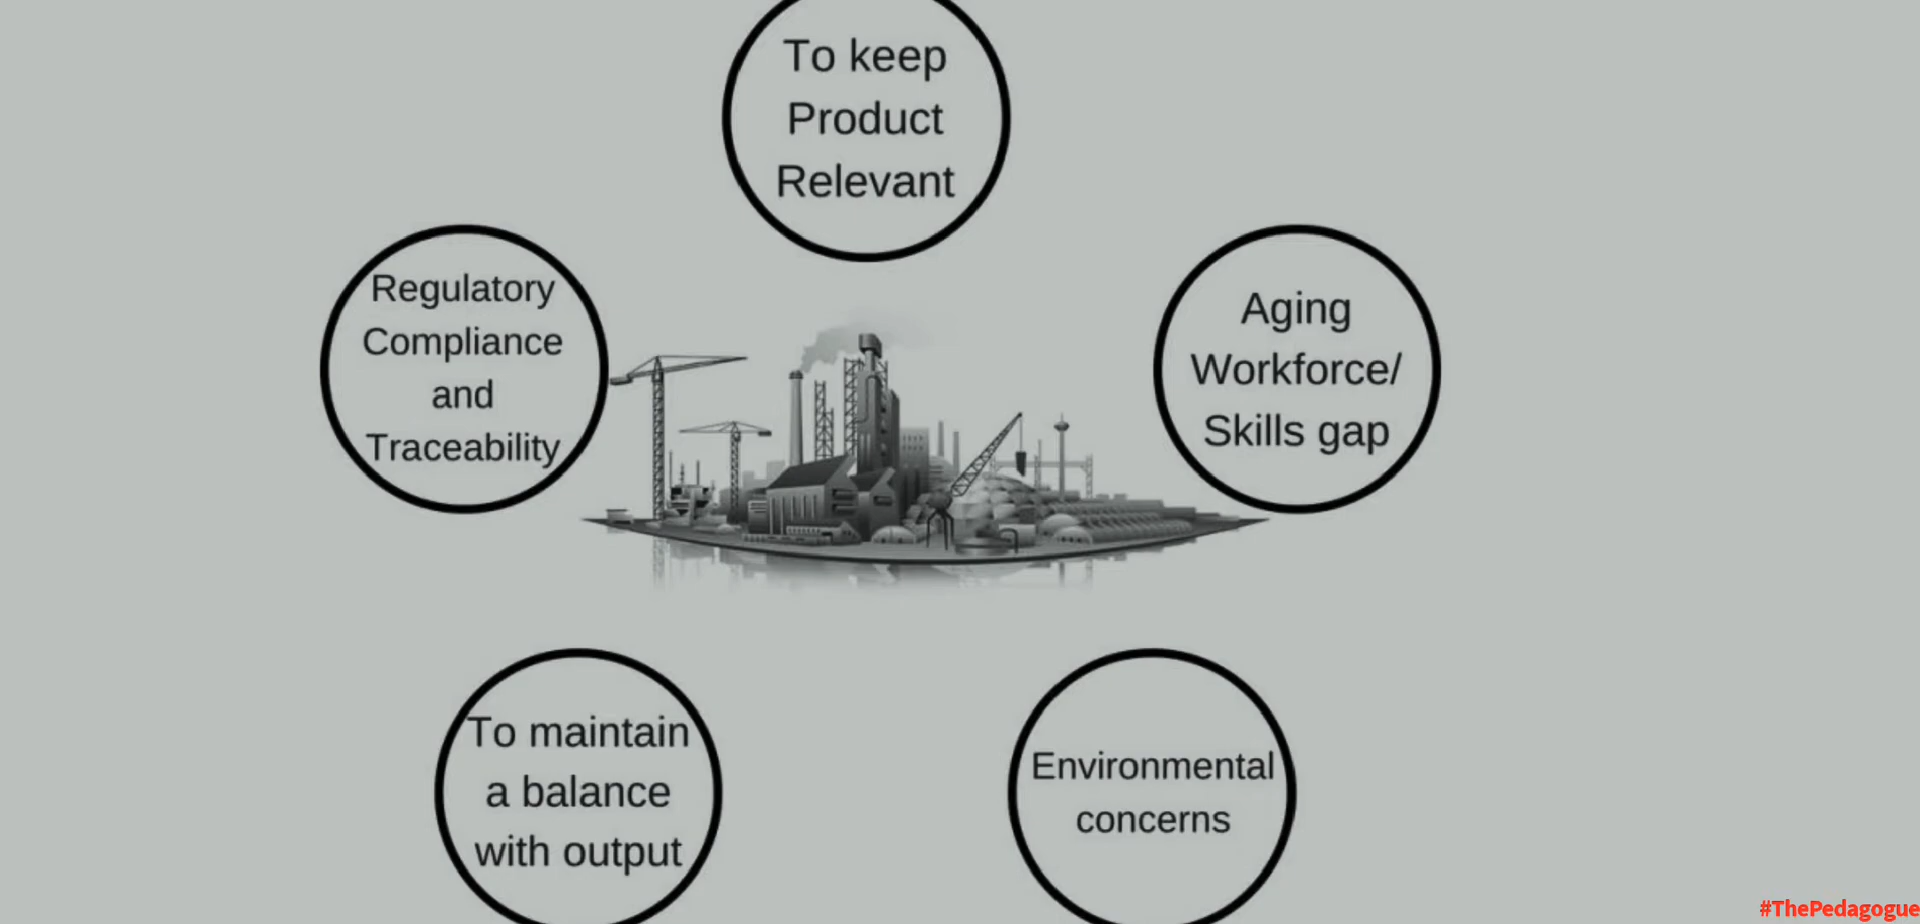 To keep
Product
Relevant
Regulatory
Compliance
and
Traceability
Aging
Workforce/
Skills gap
To maintain
a balance
with output
Environmental
concerns
#ThePedagogue